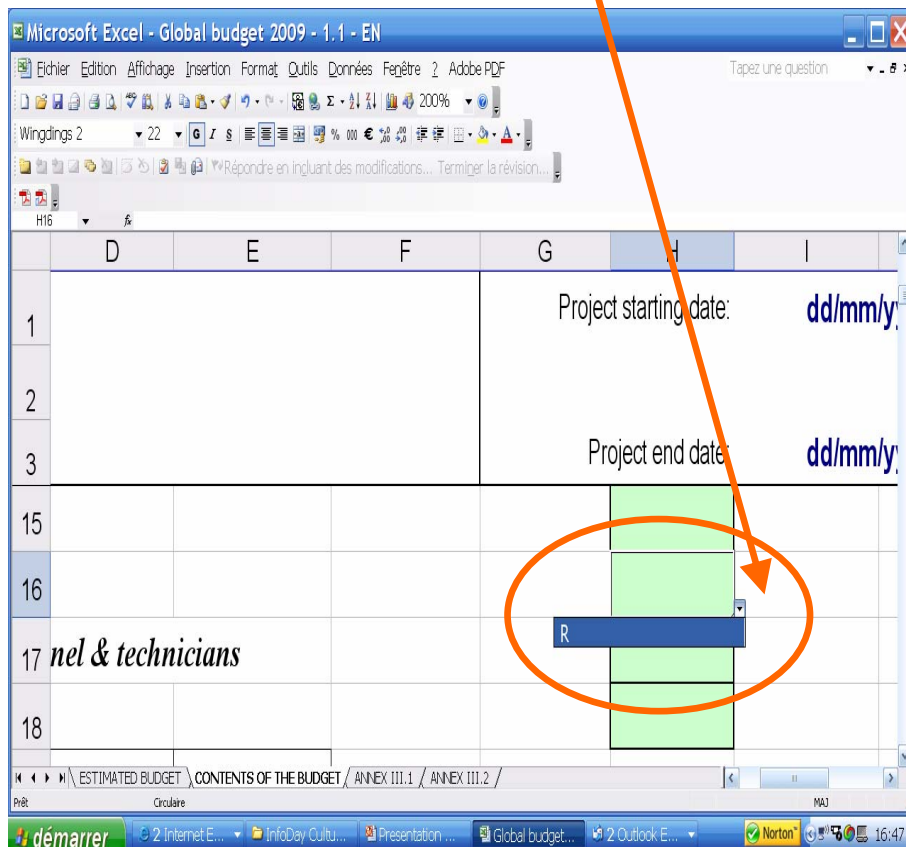 Microsoft Excel - Global budget 2009 - 1.1 - EN
Eichier Edition Affichage Insertion Format Outils Données Fenêtre ? Adobe PDF Tapez une question
200%
Wingdings 2 22 G I S % 000 €
Répondre en incluant des modifications... Terminer la révision...
H16 fx
D E F G H I
1 Project starting date: dd/mm/yy
2
3 Project end date: dd/mm/yy
15
16
R
17 nel & technicians
18
ESTIMATED BUDGET CONTENTS OF THE BUDGET ANNEX III.1 ANNEX III.2
Prêt Circulaire MAJ
démarrer 2 Internet E... InfoDay Cultu... Presentation ... Global budget... 2 Outlook E... Norton™ 16:47